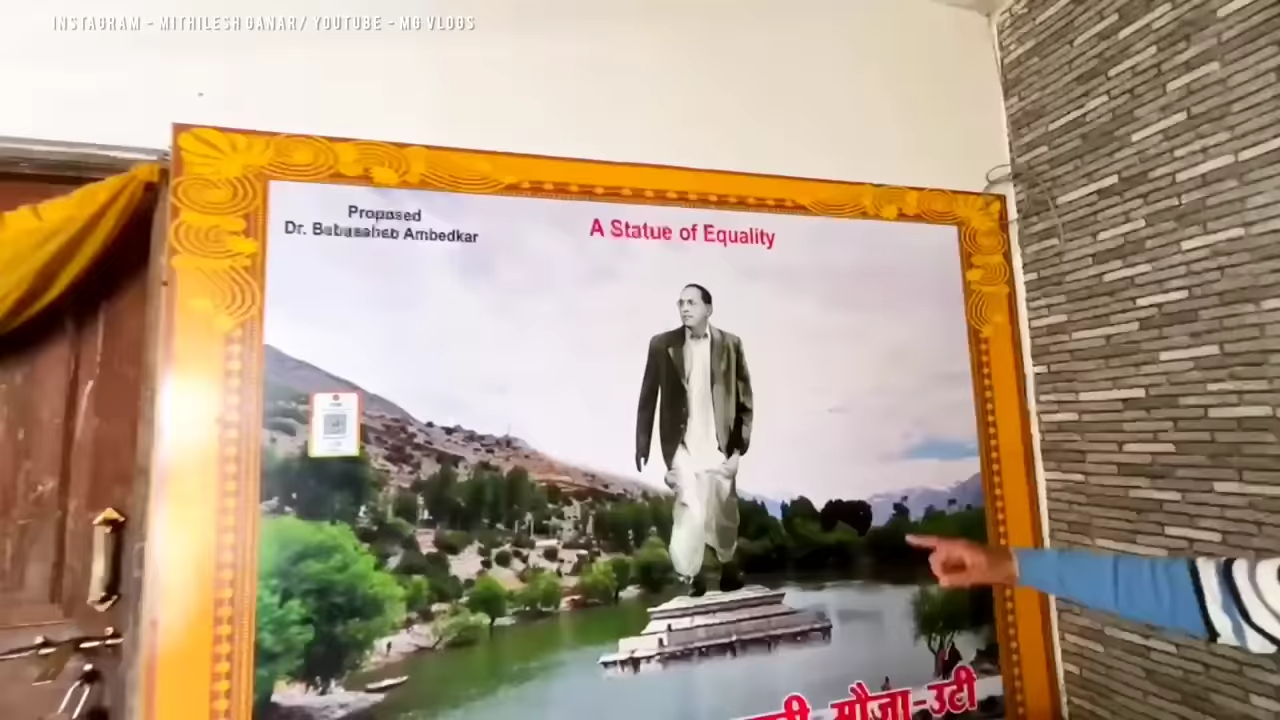 INSTAGRAM - MITHILESH GANAR/ YOUTUBE - MG VLOGS
Proposed
Dr. Babasaheb Ambedkar
A Statue of Equality
मौजा-उटी